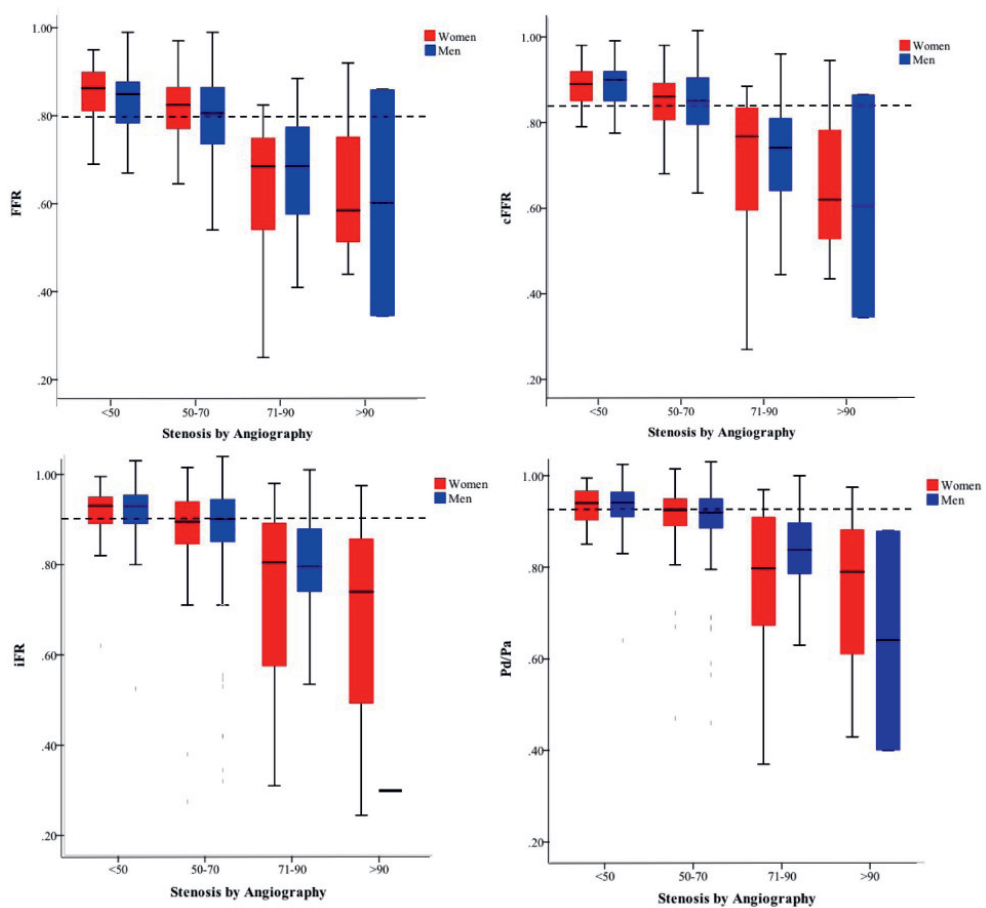 1.00
.80
.60
.40
.20
FFR
Women
Men
<50
50-70
71-90
>90
Stenosis by Angiography
1.00
.80
.60
.40
.20
cFFR
Women
Men
<50
50-70
71-90
>90
Stenosis by Angiography
1.00
.80
.60
.40
.20
iFR
Women
Men
<50
50-70
71-90
>90
Stenosis by Angiography
1.00
.80
.60
.40
.20
Pd/Pa
Women
Men
<50
50-70
71-90
>90
Stenosis by Angiography